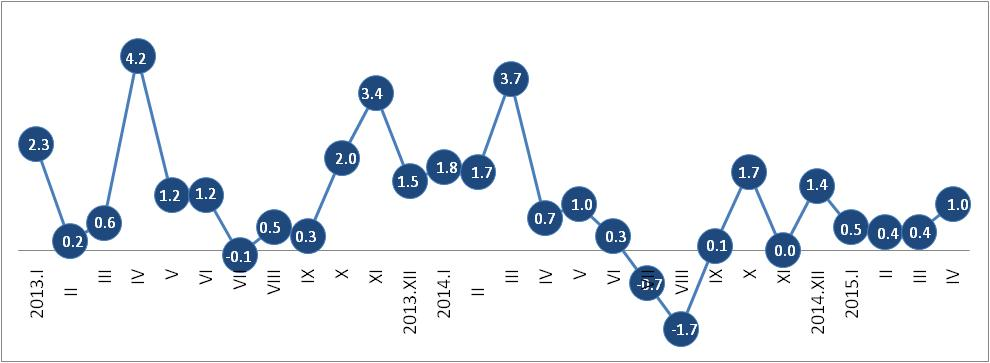 4.2
3.7
3.4
2.3
2.0
1.8
1.7
1.7
1.5
1.4
1.2
1.2
1.0
1.0
0.7
0.6
0.5
0.5
0.4
0.4
0.3
0.3
0.2
0.1
0.0
-0.1
-0.7
-1.7
2013.I
II
III
IV
V
VI
VII
VIII
IX
X
XI
2013.XII
2014.I
II
III
IV
V
VI
VII
VIII
IX
X
XI
2014.XII
2015.I
II
III
IV